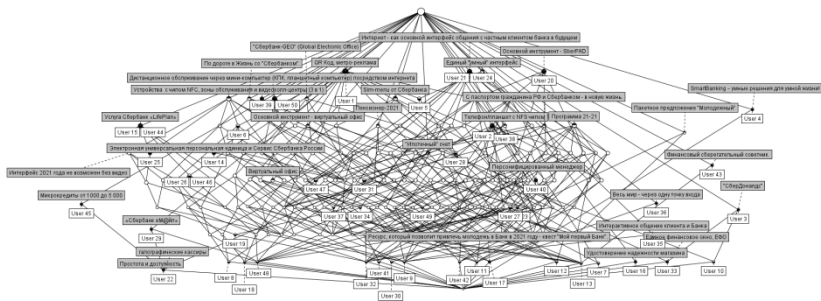 Интернет - как основной интерфейс общения с частным клиентом банка в будущем
"Сбербанк-GEO" (Global Electronic Office)
Основной инструмент - SberPAD
По дороге в Жизнь со "Сбербанком"
QR Код, метро-реклама
Единый "умный" интерфейс
Дистанционное обслуживание через мини-компьютер (КПК, планшетный компьютер) посредством интернета
User 21
User 24
User 20
Устройства с чипом NFC, зоны обслуживания и видеофон-центры (3 в 1)
Sim-menu от Сбербанка
SmartBanking – умные решения для умной жизни!
User 39
User 50
User 1
Пенсионер-2021
User 5
С паспортом гражданина РФ и Сбербанком - в новую жизнь
Пакетное предложение "Молодежный"
Услуга Сбербанк «LifePlan»
Основной инструмент - виртуальный офис
Телефон/планшет с NFS чипом
Программа 21-21
User 4
User 15
User 44
User 6
User 2
User 38
Электронная универсальная персональная единица и Сервис Сбербанка России
"Ипотечный" счет
Финансовый сберегательный советник
User 25
User 14
User 28
Интерфейс 2021 года не возможен без видео
Виртуальный офис
Персонифицированный менеджер
User 43
User 26
User 46
User 47
User 31
User 40
"СберДокандр"
Микрокредиты от 1000 до 5 000
Весь мир - через одну точку входа
User 45
User 37
User 34
User 49
User 27
User 36
User 3
«Сбербанк»
Интерактивное общение клиента и Банка
User 29
User 19
Ресурс, который позволит привлечь молодежь в Банк в 2021 году - квест "Мой первый Банк"
Единое финансовое окно, ЕФО
User 35
Голографические кассиры
Удостоверение надежности магазина
Простота и доступность
User 22
User 8
User 48
User 41
User 9
User 11
User 12
User 7
User 16
User 33
User 10
User 18
User 32
User 42
User 17
User 13
User 30